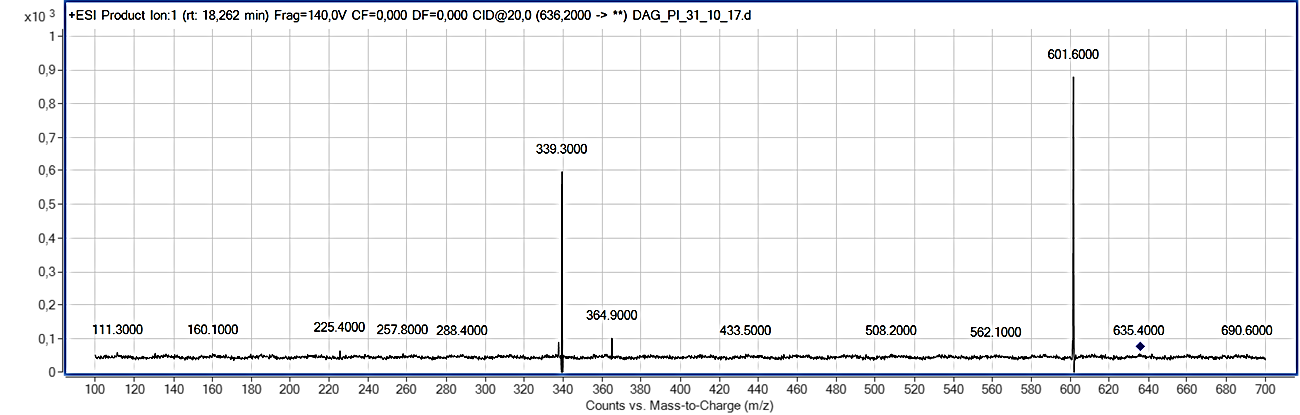 +ESI Product Ion:1 (rt: 18,262 min) Frag=140,0V CF=0,000 DF=0,000 CID@20,0 (636,2000 -> **) DAG_PI_31_10_17.d
x10 3
1
0,9
0,8
0,7
0,6
0,5
0,4
0,3
0,2
0,1
0
601.6000
339.3000
364.9000
111.3000 160.1000 225.4000 257.8000 288.4000 433.5000 508.2000 562.1000 635.4000 690.6000
100 120 140 160 180 200 220 240 260 280 300 320 340 360 380 400 420 440 460 480 500 520 540 560 580 600 620 640 660 680 700
Counts vs. Mass-to-Charge (m/z)